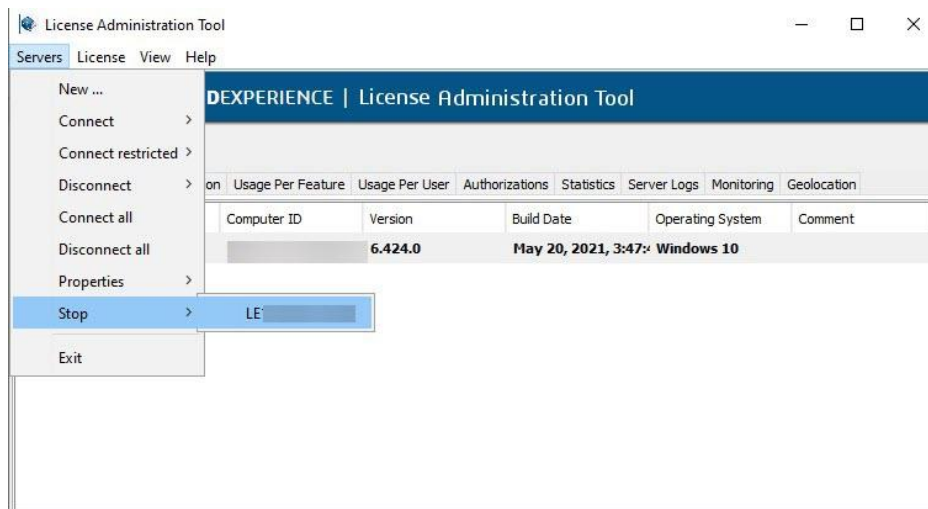 License Administration Tool
Servers License View Help
New ...
DEXPERIENCE | License Administration Tool
Connect
Connect restricted
Disconnect
on Usage Per Feature Usage Per User Authorizations Statistics Server Logs Monitoring Geolocation
Connect all
Computer ID Version Build Date Operating System Comment
Disconnect all
6.424.0 May 20, 2021, 3:47:4 Windows 10
Properties
Stop
LE
Exit